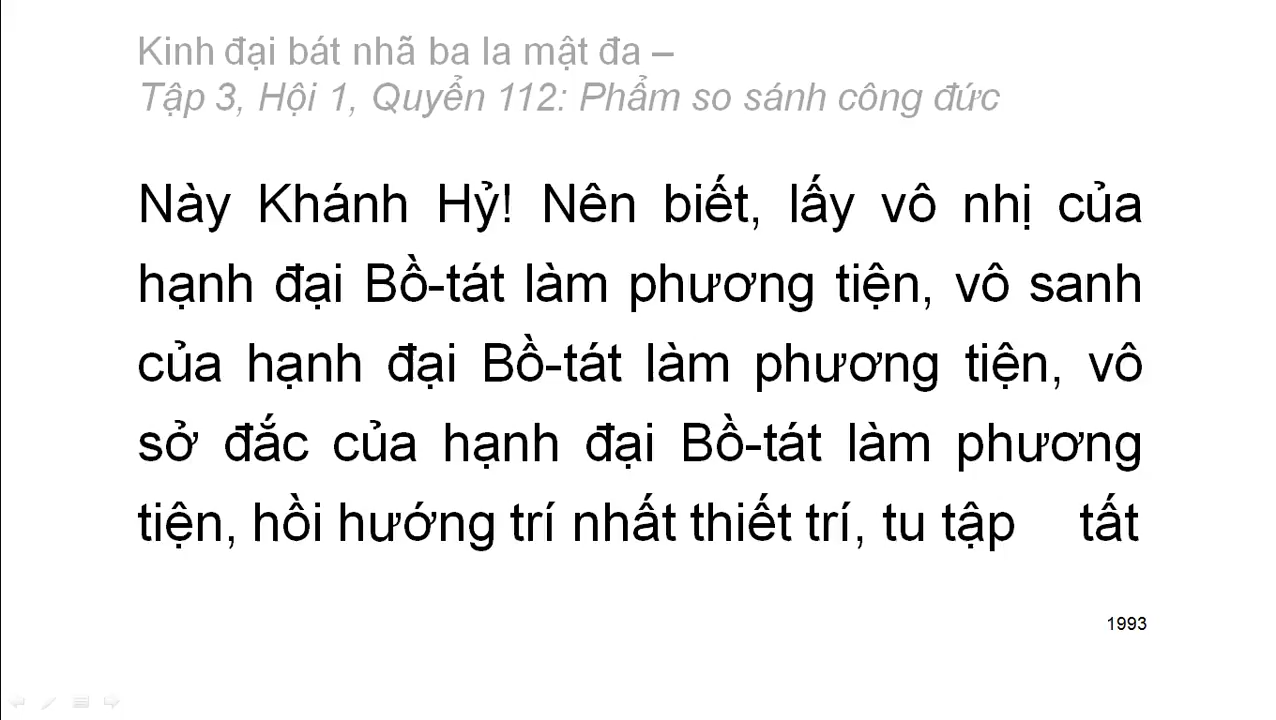 Kinh đại bát nhã ba la mật đa –
Tập 3, Hội 1, Quyển 112: Phẩm so sánh công đức
Này Khánh Hỷ! Nên biết, lấy vô nhị của
hạnh đại Bồ-tát làm phương tiện, vô sanh
của hạnh đại Bồ-tát làm phương tiện, vô
sở đắc của hạnh đại Bồ-tát làm phương
tiện, hồi hướng trí nhất thiết trí, tu tập tất
1993